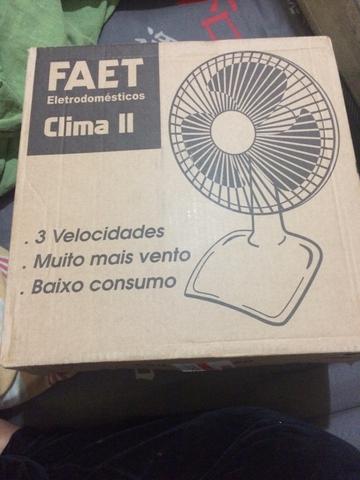 FAET
Eletrodomésticos
Clima II
. 3 Velocidades
. Muito mais vento
. Baixo consumo